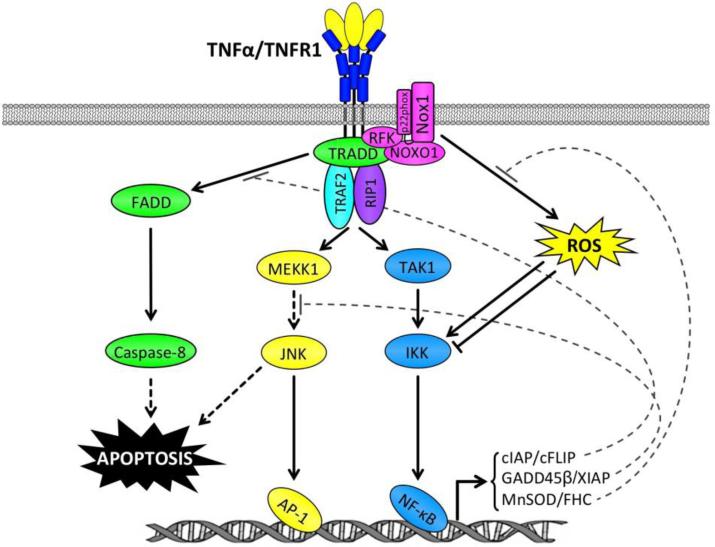 TNFα/TNFR1
p22phox
Nox1
RFK
TRADD
NOXO1
TRAF2
RIP1
FADD
ROS
MEKK1
TAK1
Caspase-8
JNK
IKK
APOPTOSIS
cIAP/cFLIP
GADD45β/XIAP
MnSOD/FHC
AP-1
NF-κB